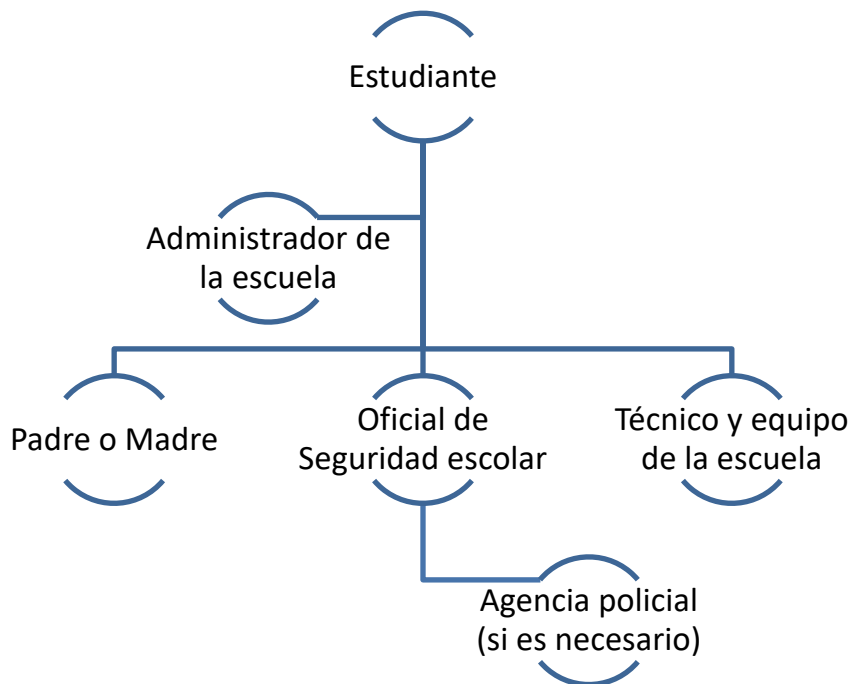 Estudiante
Administrador de
la escuela
Padre o Madre
Oficial de
Seguridad escolar
Técnico y equipo
de la escuela
Agencia policial
(si es necesario)